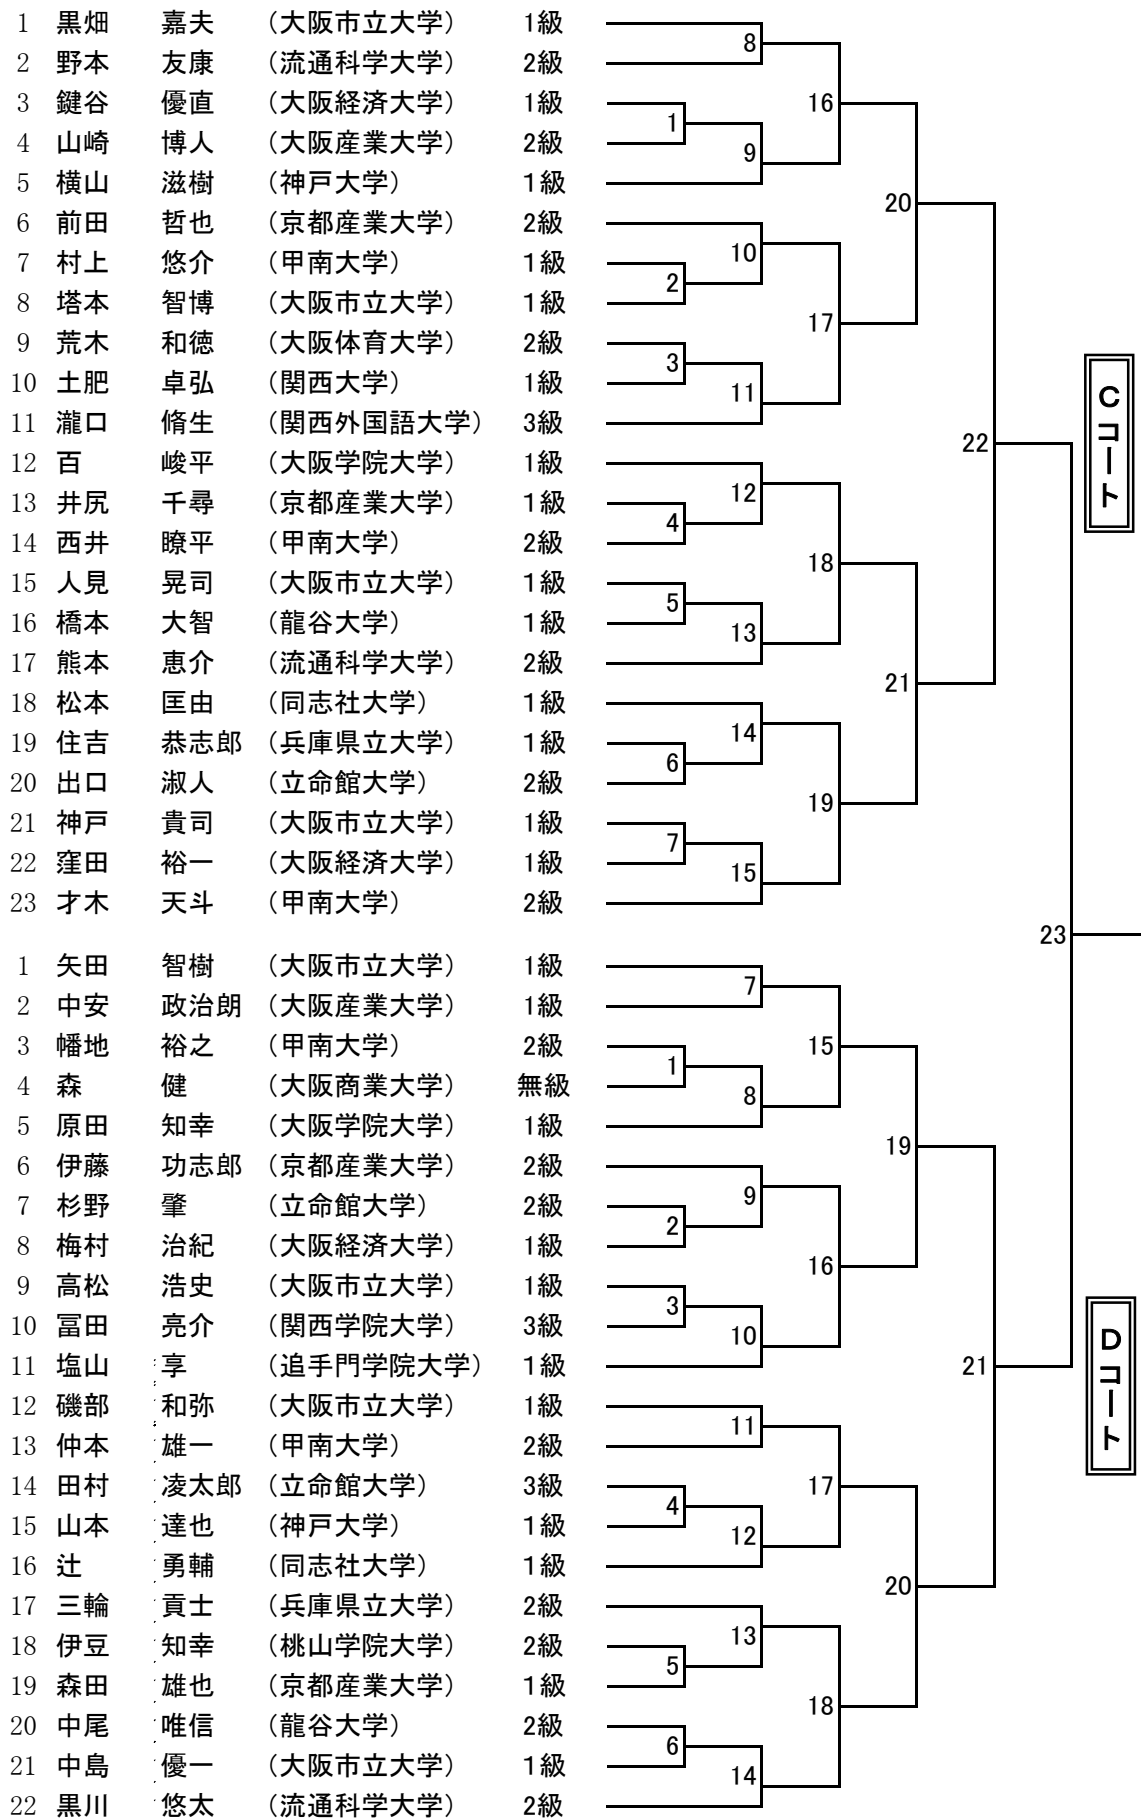 1 黒畑 嘉夫 （大阪市立大学） 1級
2 野本 友康 （流通科学大学） 2級
8
3 鍵谷 優直 （大阪経済大学） 1級
16
4 山崎 博人 （大阪産業大学） 2級
1
9
5 横山 滋樹 （神戸大学） 1級
20
6 前田 哲也 （京都産業大学） 2級
10
7 村上 悠介 （甲南大学） 1級
2
8 塔本 智博 （大阪市立大学） 1級
17
9 荒木 和徳 （大阪体育大学） 2級
3
10 土肥 卓弘 （関西大学） 1級
11
11 瀧口 脩生 （関西外国語大学） 3級
Cコート
22
12 百 峻平 （大阪学院大学） 1級
12
13 井尻 千尋 （京都産業大学） 1級
4
14 西井 瞭平 （甲南大学） 2級
18
15 人見 晃司 （大阪市立大学） 1級
5
16 橋本 大智 （龍谷大学） 1級
13
17 熊本 恵介 （流通科学大学） 2級
21
18 松本 匡由 （同志社大学） 1級
14
19 住吉 恭志郎 （兵庫県立大学） 1級
6
20 出口 淑人 （立命館大学） 2級
19
21 神戸 貴司 （大阪市立大学） 1級
7
22 窪田 裕一 （大阪経済大学） 1級
15
23 才木 天斗 （甲南大学） 2級
23
1 矢田 智樹 （大阪市立大学） 1級
7
2 中安 政治朗 （大阪産業大学） 1級
3 幡地 裕之 （甲南大学） 2級
15
1
4 森 健 （大阪商業大学） 無級
8
5 原田 知幸 （大阪学院大学） 1級
19
6 伊藤 功志郎 （京都産業大学） 2級
9
7 杉野 肇 （立命館大学） 2級
2
8 梅村 治紀 （大阪経済大学） 1級
16
9 高松 浩史 （大阪市立大学） 1級
3
10 冨田 亮介 （関西学院大学） 3級
10
11 塩山 享 （追手門学院大学） 1級
21
Dコート
12 磯部 和弥 （大阪市立大学） 1級
11
13 仲本 雄一 （甲南大学） 2級
14 田村 凌太郎 （立命館大学） 3級
17
4
15 山本 達也 （神戸大学） 1級
12
16 辻 勇輔 （同志社大学） 1級
20
17 三輪 貢士 （兵庫県立大学） 2級
13
18 伊豆 知幸 （桃山学院大学） 2級
5
19 森田 雄也 （京都産業大学） 1級
18
20 中尾 唯信 （龍谷大学） 2級
6
21 中島 優一 （大阪市立大学） 1級
14
22 黒川 悠太 （流通科学大学） 2級